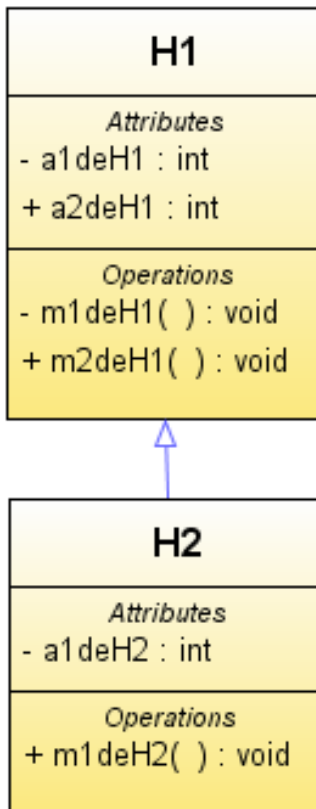 H1
Attributes
- a1deH1 : int
+ a2deH1 : int
Operations
- m1deH1( ) : void
+ m2deH1( ) : void
H2
Attributes
- a1deH2 : int
Operations
+ m1deH2( ) : void